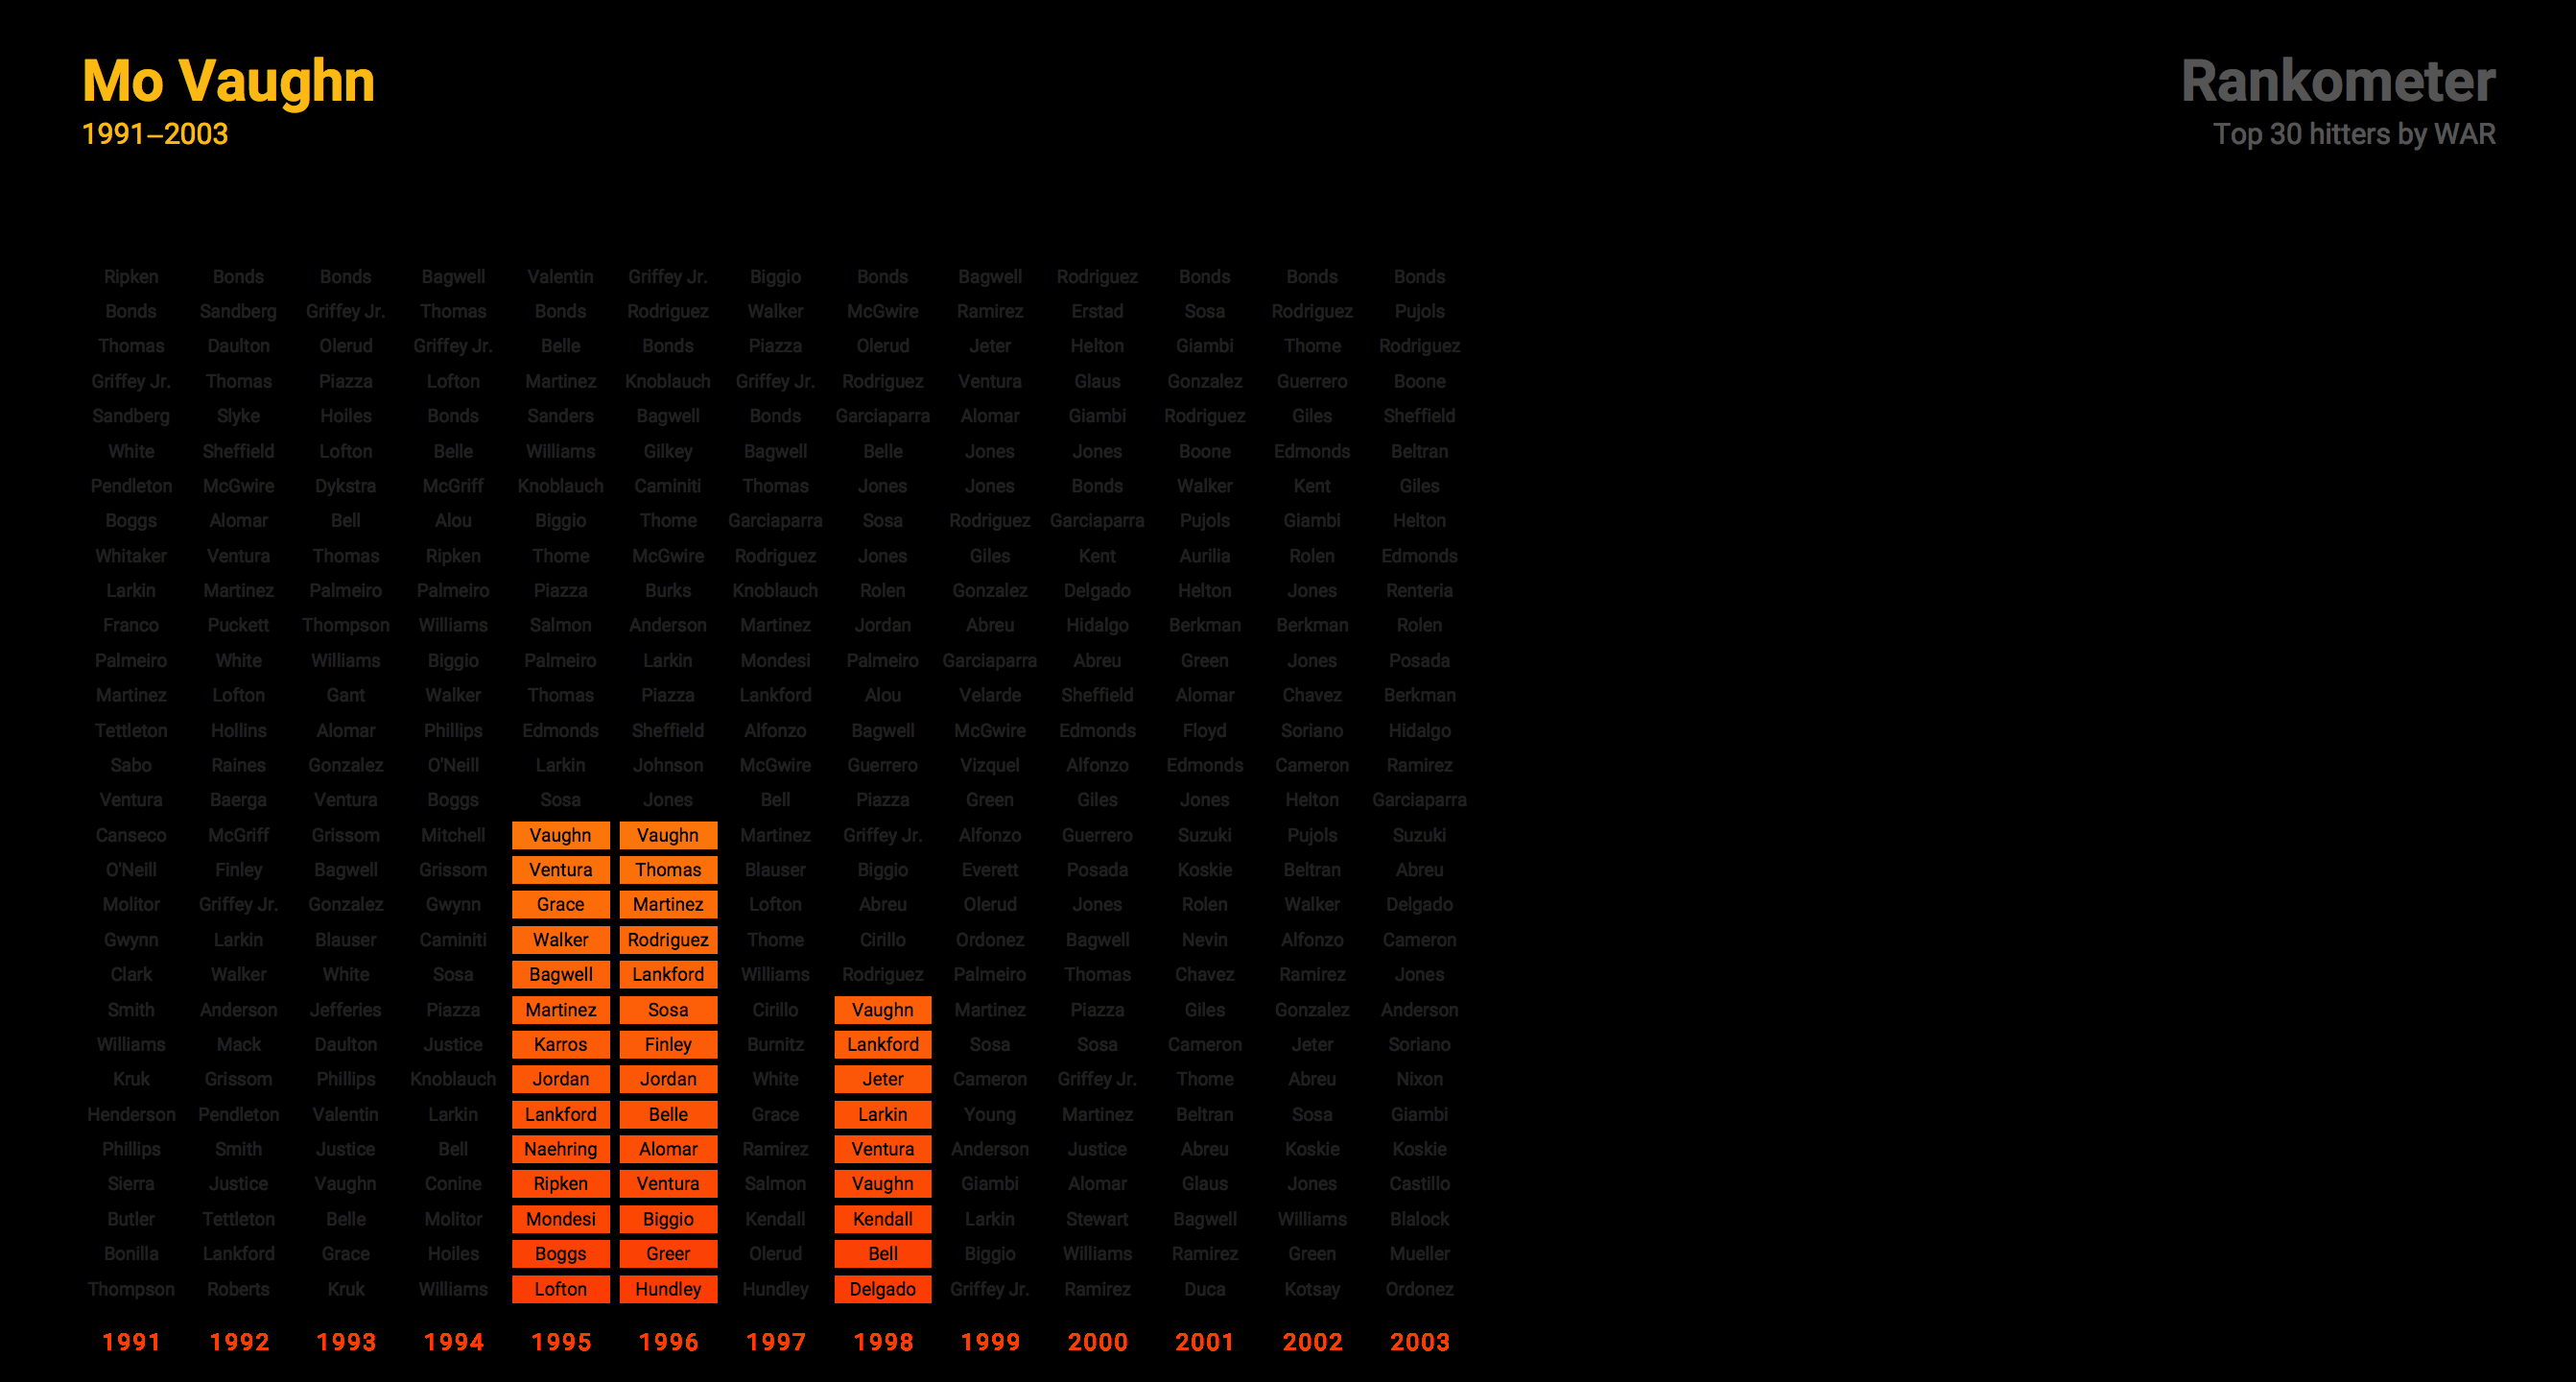 Mo Vaughn
1991–2003
Rankometer
Top 30 hitters by WAR
Ripken Bonds Bonds Bagwell Valentin Griffey Jr. Biggio Bonds Bagwell Rodriguez Bonds Bonds Bonds
Bonds Sandberg Griffey Jr. Thomas Bonds Rodriguez Walker McGwire Ramirez Erstad Sosa Rodriguez Pujols
Thomas Daulton Olerud Griffey Jr. Belle Bonds Piazza Olerud Jeter Helton Giambi Thome Rodriguez
Griffey Jr. Thomas Piazza Lofton Martinez Knoblauch Griffey Jr. Rodriguez Ventura Glaus Gonzalez Guerrero Boone
Sandberg Slyke Hoiles Bonds Sanders Bagwell Bonds Garciaparra Alomar Giambi Rodriguez Giles Sheffield
White Sheffield Lofton Belle Williams Gilkey Bagwell Belle Jones Jones Boone Edmonds Beltran
Pendleton McGwire Dykstra McGriff Knoblauch Caminiti Thomas Jones Jones Bonds Walker Kent Giles
Boggs Alomar Bell Alou Biggio Thome Garciaparra Sosa Rodriguez Garciaparra Pujols Giambi Helton
Whitaker Ventura Thomas Ripken Thome McGwire Rodriguez Jones Giles Kent Aurilia Rolen Edmonds
Larkin Martinez Palmeiro Palmeiro Piazza Burks Knoblauch Rolen Gonzalez Delgado Helton Jones Renteria
Franco Puckett Thompson Williams Salmon Anderson Martinez Jordan Abreu Hidalgo Berkman Berkman Rolen
Palmeiro White Williams Biggio Palmeiro Larkin Mondesi Palmeiro Garciaparra Abreu Green Jones Posada
Martinez Lofton Gant Walker Thomas Piazza Lankford Alou Velarde Sheffield Alomar Chavez Berkman
Tettleton Hollins Alomar Phillips Edmonds Sheffield Alfonzo Bagwell McGwire Edmonds Floyd Soriano Hidalgo
Sabo Raines Gonzalez O'Neill Larkin Johnson McGwire Guerrero Vizquel Alfonzo Edmonds Cameron Ramirez
Ventura Baerga Ventura Boggs Sosa Jones Bell Piazza Green Giles Jones Helton Garciaparra
Canseco McGriff Grissom Mitchell Vaughn Vaughn Martinez Griffey Jr. Alfonzo Guerrero Suzuki Pujols Suzuki
O'Neill Finley Bagwell Grissom Ventura Thomas Blauser Biggio Everett Posada Koskie Beltran Abreu
Molitor Griffey Jr. Gonzalez Gwynn Grace Martinez Lofton Abreu Olerud Jones Rolen Walker Delgado
Gwynn Larkin Blauser Caminiti Walker Rodriguez Thome Cirillo Ordonez Bagwell Nevin Alfonzo Cameron
Clark Walker White Sosa Bagwell Lankford Williams Rodriguez Palmeiro Thomas Chavez Ramirez Jones
Smith Anderson Jefferies Piazza Martinez Sosa Cirillo Vaughn Martinez Piazza Giles Gonzalez Anderson
Williams Mack Daulton Justice Karros Finley Burnitz Lankford Sosa Sosa Cameron Jeter Soriano
Kruk Grissom Phillips Knoblauch Jordan Jordan White Jeter Cameron Griffey Jr. Thome Abreu Nixon
Henderson Pendleton Valentin Larkin Lankford Belle Grace Larkin Young Martinez Beltran Sosa Giambi
Phillips Smith Justice Bell Naehring Alomar Ramirez Ventura Anderson Justice Abreu Koskie Koskie
Sierra Justice Vaughn Conine Ripken Ventura Salmon Vaughn Giambi Alomar Glaus Jones Castillo
Butler Tettleton Belle Molitor Mondesi Biggio Kendall Kendall Larkin Stewart Bagwell Williams Blalock
Bonilla Lankford Grace Hoiles Boggs Greer Olerud Bell Biggio Williams Ramirez Green Mueller
Thompson Roberts Kruk Williams Lofton Hundley Hundley Delgado Griffey Jr. Ramirez Duca Kotsay Ordonez
1991 1992 1993 1994 1995 1996 1997 1998 1999 2000 2001 2002 2003